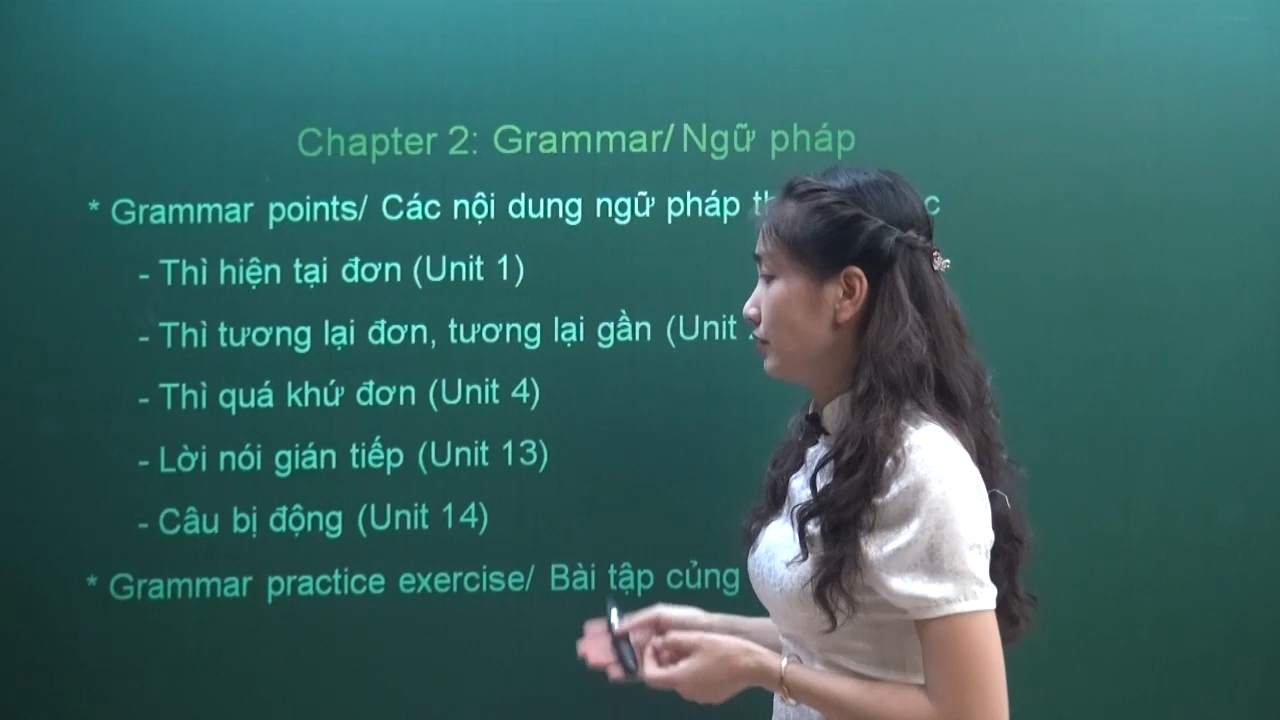 Chapter 2: Grammar/ Ngữ pháp
* Grammar points/ Các nội dung ngữ pháp
- Thì hiện tại đơn (Unit 1)
- Thì tương lại đơn, tương lại gần (Unit
- Thì quá khứ đơn (Unit 4)
- Lời nói gián tiếp (Unit 13)
- Câu bị động (Unit 14)
* Grammar practice exercise/ Bài tập củng